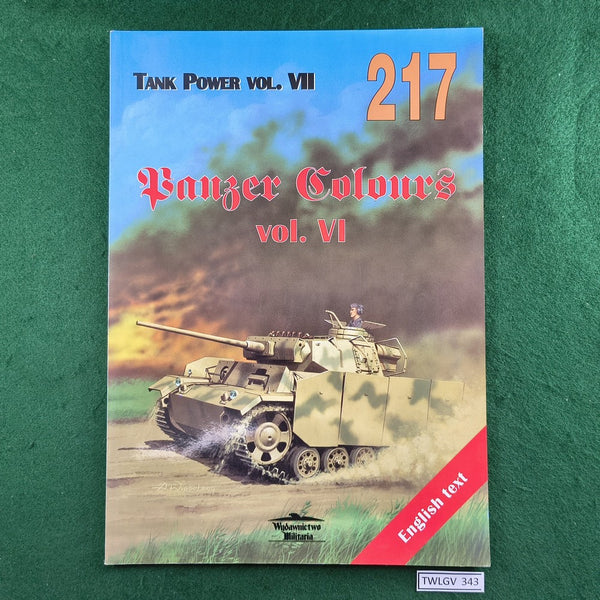 TANK POWER VOL. VII
217
Panzer Colours
vol. VI
English text
Wydawnictwo
Militaria
TWLGV 343